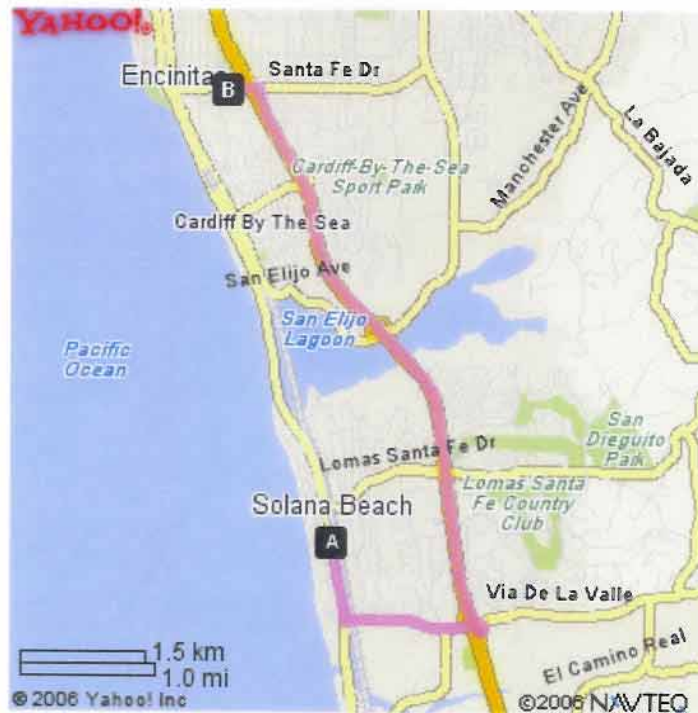 YAHOO!
Encinitas
B
Santa Fe Dr
La Bajada
Manchester Ave
Cardiff-By-The-Sea
Sport Park
Cardiff By The Sea
San Elijo Ave
San Elijo
Lagoon
Pacific
Ocean
San
Dieguito
Park
Lomas Santa Fe Dr
Lomas Santa
Fe Country
Club
Solana Beach
A
Via De La Valle
El Camino Real
1.5 km
1.0 mi
© 2006 Yahoo! Inc
©2006 NAVTEQ